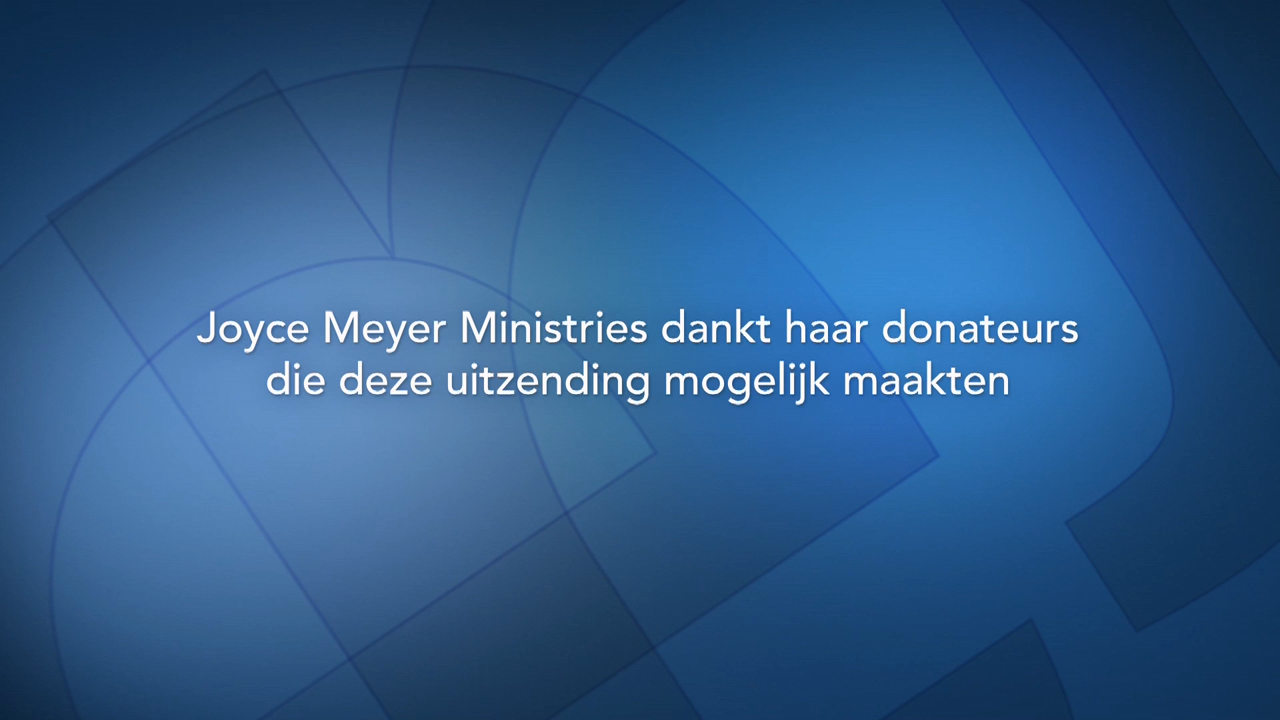 Joyce Meyer Ministries dankt haar donateurs
die deze uitzending mogelijk maakten